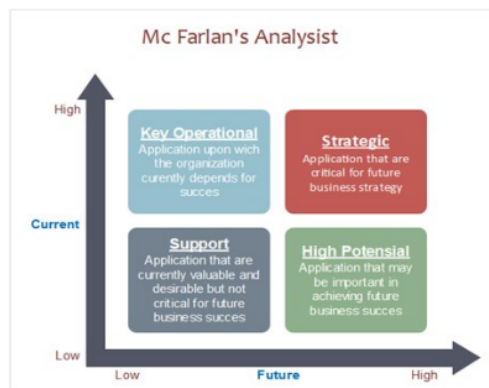 Mc Farlan's Analysist
High
Key Operational
Application upon wich
the organization
curently depends for
succes
Strategic
Application that are
critical for future
business strategy
Current
Support
Application that are
currently valuable and
desirable but not
critical for future
business succes
High Potensial
Application that may
be important in
achieving future
business succes
Low
Low
Future
High